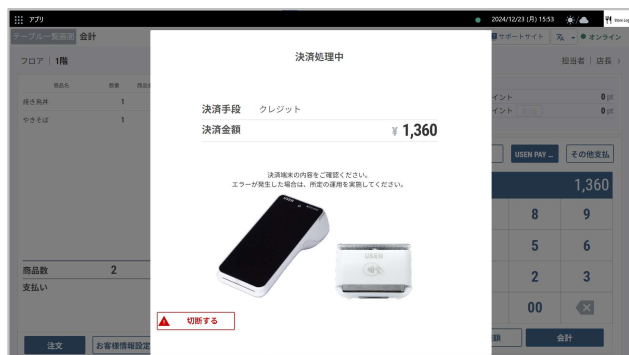 アプリ
2024/12/23 (月) 15:53
テーブル一覧画面 会計
サポートサイト
オンライン
フロア | 1階
担当者 | 店長
決済処理中
商品名 数量
焼き鳥丼 1
やきそば 1
決済手段 クレジット
決済金額 ¥ 1,360
0 pt
0 pt
決済端末の内容をご確認ください。
エラーが発生した場合は、所定の運用を実施してください。
USEN PAY ...
その他支払
1,360
8 9
5 6
2 3
00
USEN
USEN
商品数 2
支払い
切断する
注文
お客様情報設定
会計